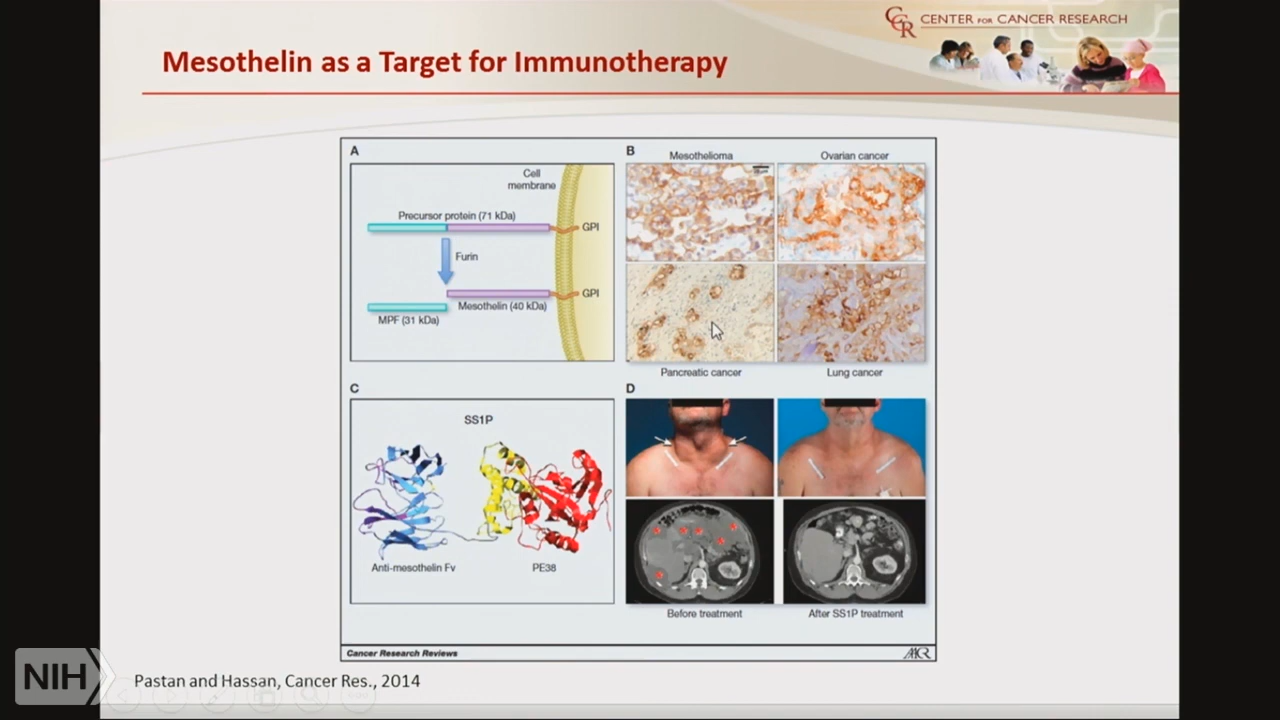 CCR CENTER FOR CANCER RESEARCH
Mesothelin as a Target for Immunotherapy
A
Cell
membrane
Precursor protein (71 kDa)
GPI
Furin
GPI
Mesothelin (40 kDa)
MPF (31 kDa)
B
Mesothelioma
Ovarian cancer
Pancreatic cancer
Lung cancer
C
SS1P
Anti-mesothelin Fv
PE38
D
Before treatment
After SS1P treatment
Cancer Research Reviews
AACR
NIH
Pastan and Hassan, Cancer Res., 2014